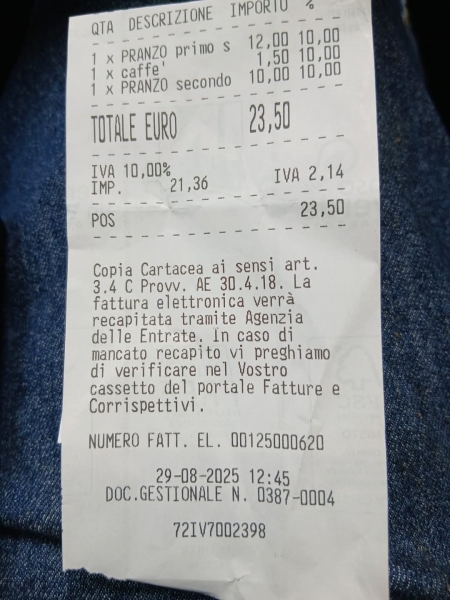 QTA DESCRIZIONE IMPORTO %
1 x PRANZO primo s 12,00 10,00
1 x caffe' 1,50 10,00
1 x PRANZO secondo 10,00 10,00
TOTALE EURO 23,50
IVA 10,00%
IMP. 21,36 IVA 2,14
POS 23,50
Copia Cartacea ai sensi art.
3.4 C Provv. AE 30.4.18. La
fattura elettronica verrà
recapitata tramite Agenzia
delle Entrate. In caso di
mancato recapito vi preghiamo
di verificare nel Vostro
cassetto del portale Fatture e
Corrispettivi.
NUMERO FATT. EL. 00125000620
29-08-2025 12:45
DOC.GESTIONALE N. 0387-0004
72IV7002398